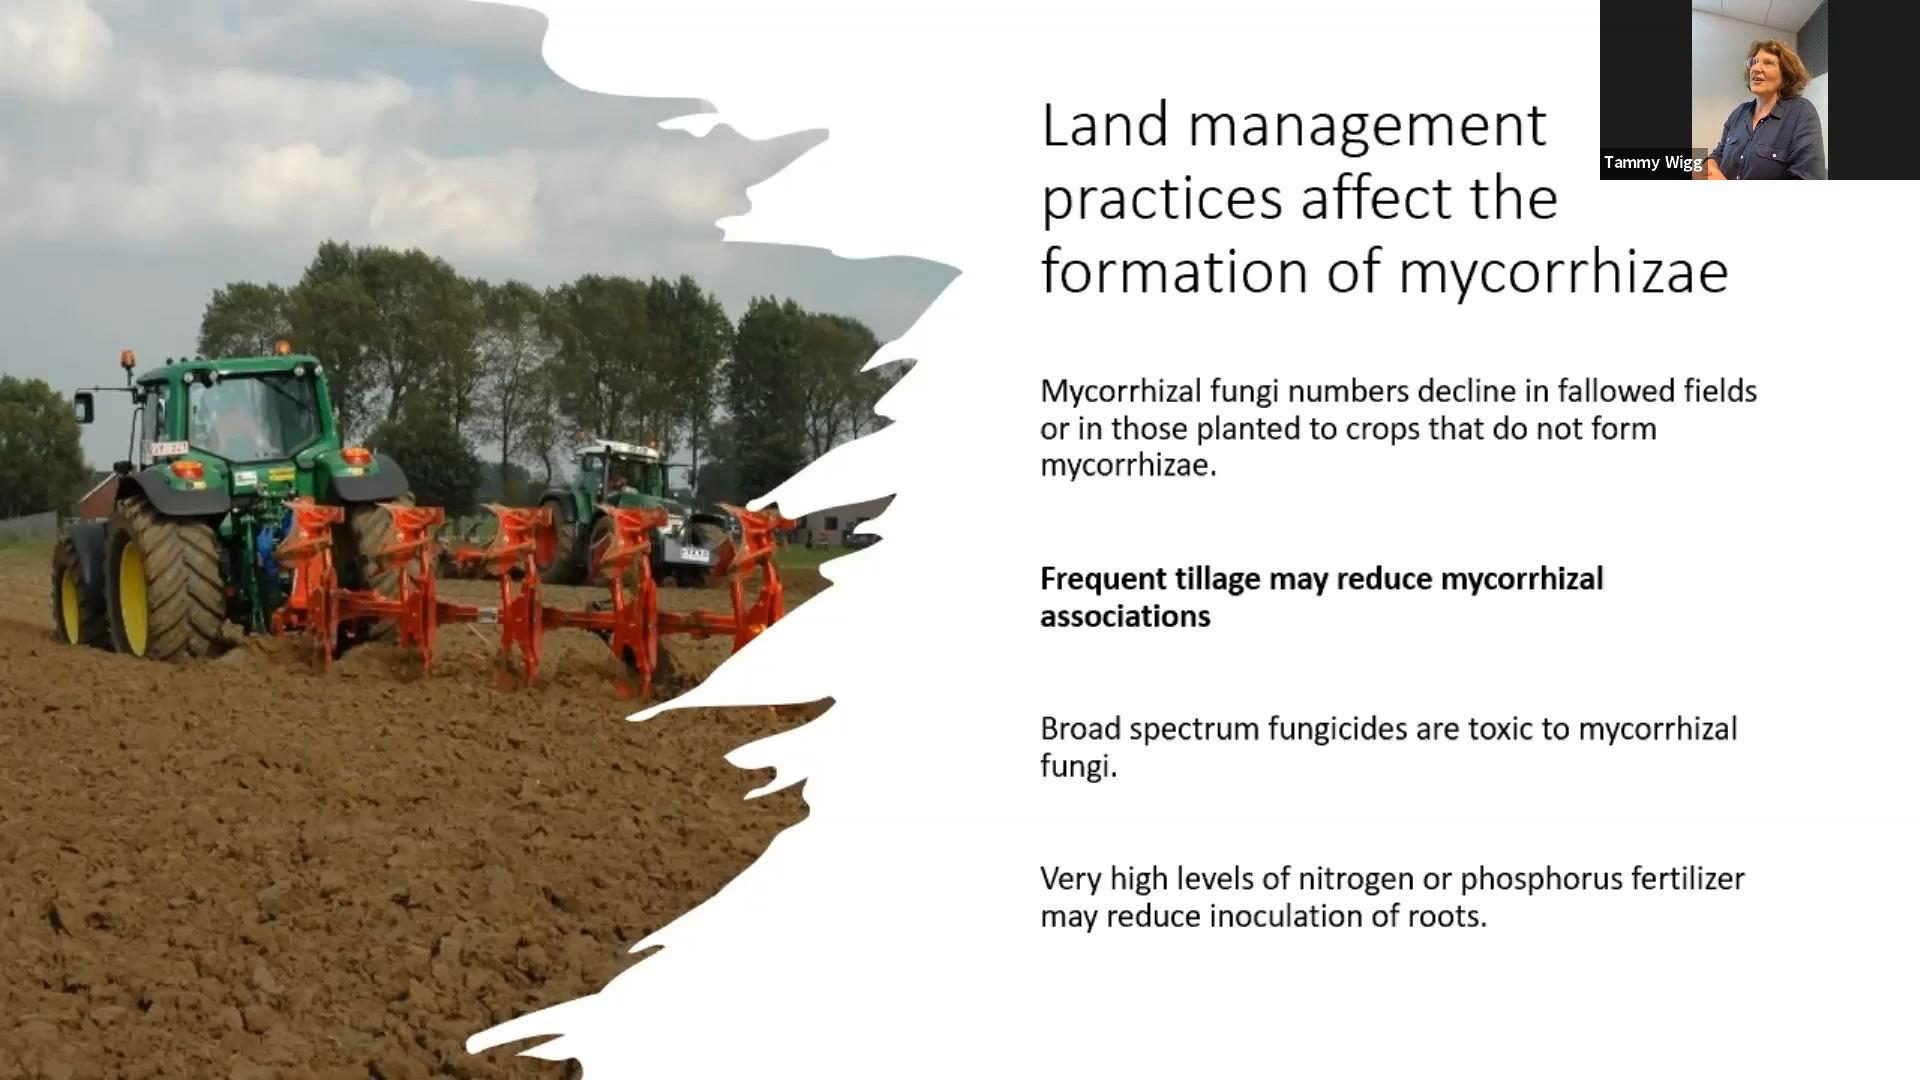 Land management
practices affect the
formation of mycorrhizae
Tammy Wigg
Mycorrhizal fungi numbers decline in fallowed fields
or in those planted to crops that do not form
mycorrhizae.
Frequent tillage may reduce mycorrhizal
associations
Broad spectrum fungicides are toxic to mycorrhizal
fungi.
Very high levels of nitrogen or phosphorus fertilizer
may reduce inoculation of roots.